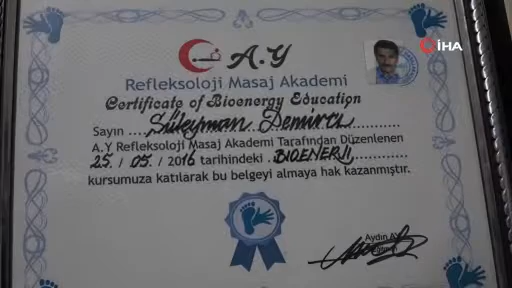 İHA
A.Y
Refleksoloji Masaj Akademi
Certificate of Bioenergy Education
Sayın .... Süleyman Demirci
A.Y Refleksoloji Masaj Akademi Tarafından Düzenlenen
25 / 05 / 2016 tarihindeki . BİOENERJİ ............
kursumuza katılarak bu belgeyi almaya hak kazanmıştır.
Aydın AY